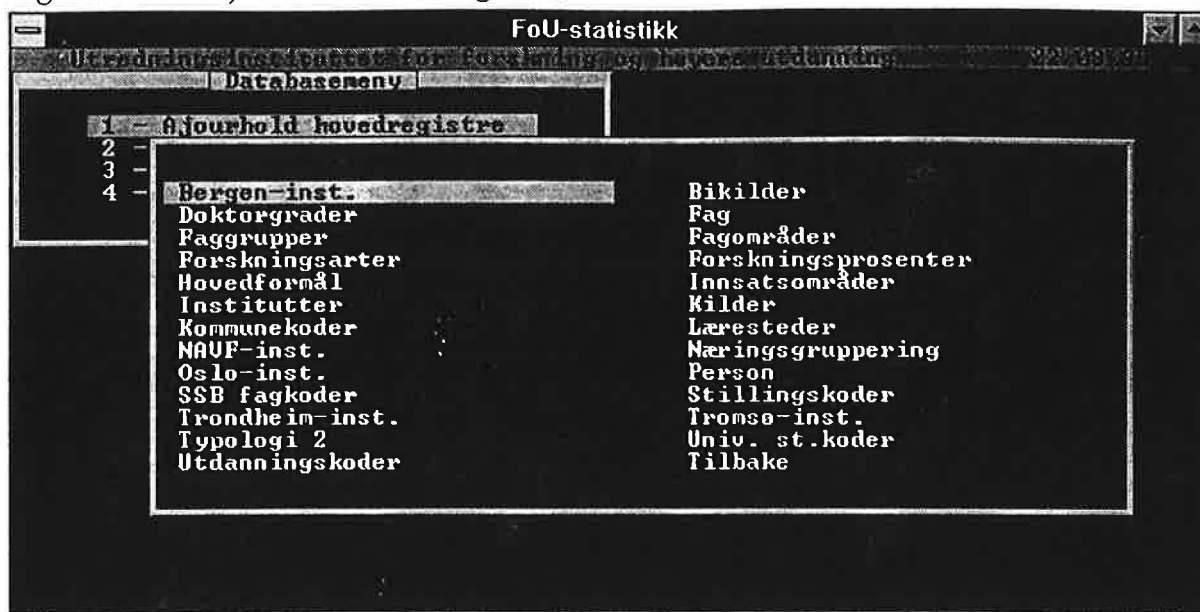 FoU-statistikk
Utredningsinstituttet for forskning og høyere utdanning
Databasemeny
1 - Ajourhold hovedregistre
2 -
3 -
4 -
Bergen-inst.
Doktorgrader
Faggrupper
Forskningsarter
Hovedformål
Institutter
Kommunekoder
NAVF-inst.
Oslo-inst.
SSB fagkoder
Trondheim-inst.
Typologi 2
Utdanningskoder
Bikilder
Fag
Fagområder
Forskningsprosenter
Innsatsområder
Kilder
Læresteder
Næringsgruppering
Person
Stillingskoder
Tromsø-inst.
Univ. st.koder
Tilbake